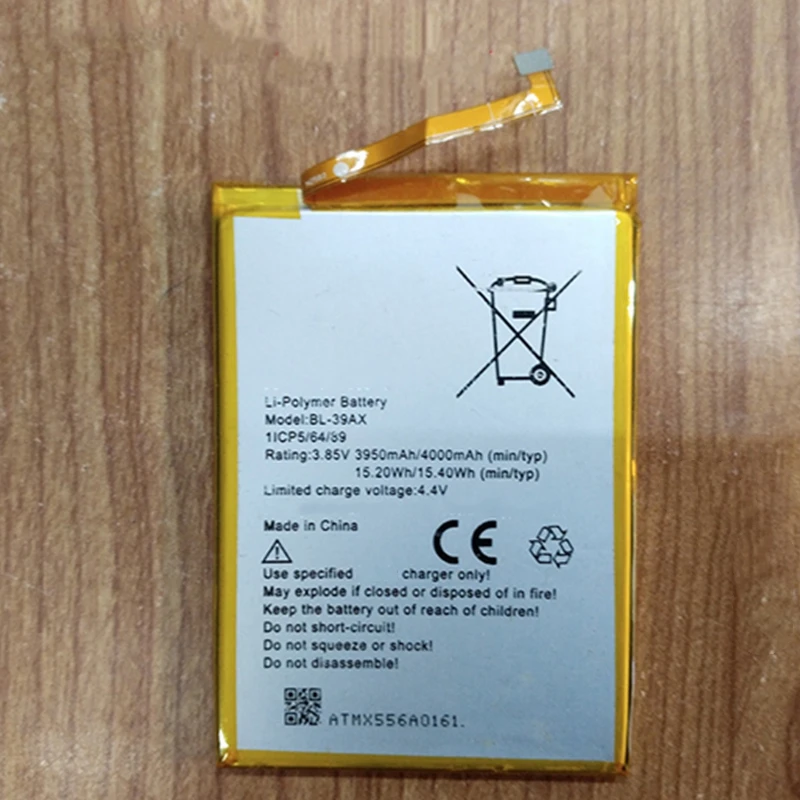 Li-Polymer Battery
Model:BL-39AX
1ICP5/64/89
Rating:3.85V 3950mAh/4000mAh (min/typ)
15.20Wh/15.40Wh (min/typ)
Limited charge voltage:4.4V
Made in China
CE
Use specified charger only!
May explode if closed or disposed of in fire!
Keep the battery out of reach of children!
Do not short-circuit!
Do not squeeze or shock!
Do not disassemble!
ATMX556A0161.